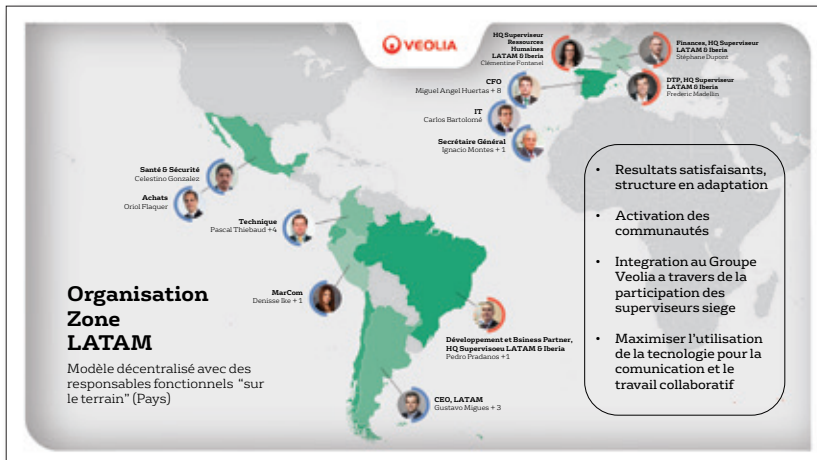 VEOLIA
HQ Superviseur
Ressources
Humaines
LATAM & Iberia
Clémentine Fontanel
Finances, HQ Superviseur
LATAM & Iberia
Stéphane Dupont
CFO
Miguel Angel Huertas + 8
DTP, HQ Superviseur
LATAM & Iberia
Frederic Madellin
IT
Carlos Bartolomé
Secrétaire Général
Ignacio Montes + 1
Santé & Sécurité
Celestino Gonzalez
Achats
Oriol Flaquer
Technique
Pascal Thiebaud +4
MarCom
Denisse Ike + 1
Développement et Bsiness Partner,
HQ Supervisoeu LATAM & Iberia
Pedro Pradanos +1
CEO, LATAM
Gustavo Migues + 3
Organisation
Zone
LATAM
Modèle décentralisé avec des
responsables fonctionnels “sur
le terrain” (Pays)
• Resultats satisfaisants,
structure en adaptation
• Activation des
communautés
• Integration au Groupe
Veolia a travers de la
participation des
superviseurs siege
• Maximiser l’utilisation
de la technologie pour la
comunication et le
travail collaboratif